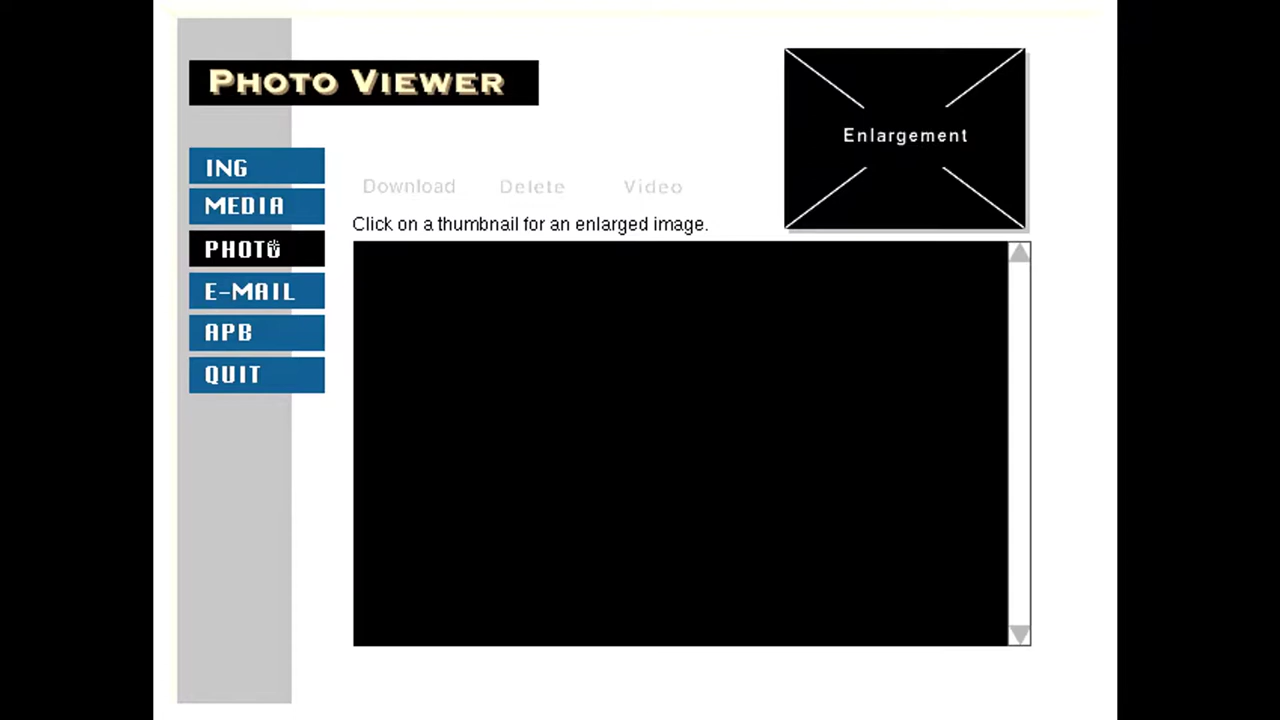 PHOTO VIEWER
Enlargement
ING
MEDIA
PHOTO
E-MAIL
APB
QUIT
Download Delete Video
Click on a thumbnail for an enlarged image.